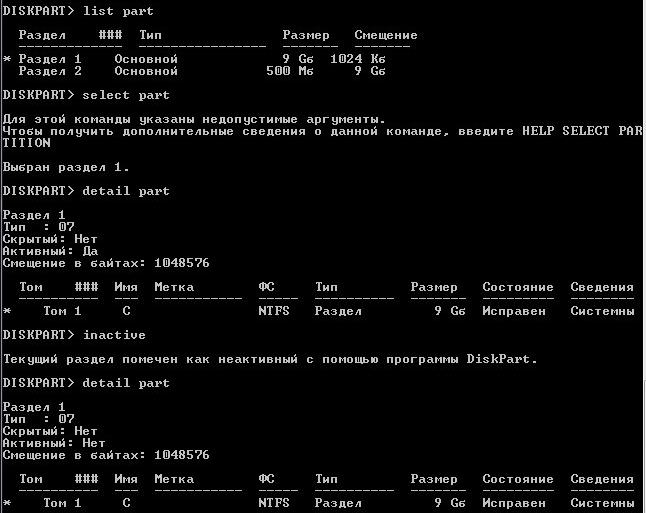 DISKPART> list part
Раздел ### Тип Размер Смещение
------------- ---------------- ------- -------
* Раздел 1 Основной 9 Gб 1024 Kб
Раздел 2 Основной 500 Mб 9 Gб
DISKPART> select part
Для этой команды указаны недопустимые аргументы.
Чтобы получить дополнительные сведения о данной команде, введите HELP SELECT PAR
TITION
Выбран раздел 1.
DISKPART> detail part
Раздел 1
Тип : 07
Скрытый: Нет
Активный: Да
Смещение в байтах: 1048576
Том ### Имя Метка ФС Тип Размер Состояние Сведения
---------- --- ----------- ----- ---------- ------- --------- --------
* Том 1 C NTFS Раздел 9 Gб Исправен Системны
DISKPART> inactive
Текущий раздел помечен как неактивный с помощью программы DiskPart.
DISKPART> detail part
Раздел 1
Тип : 07
Скрытый: Нет
Активный: Нет
Смещение в байтах: 1048576
Том ### Имя Метка ФС Тип Размер Состояние Сведения
---------- --- ----------- ----- ---------- ------- --------- --------
* Том 1 C NTFS Раздел 9 Gб Исправен Системны